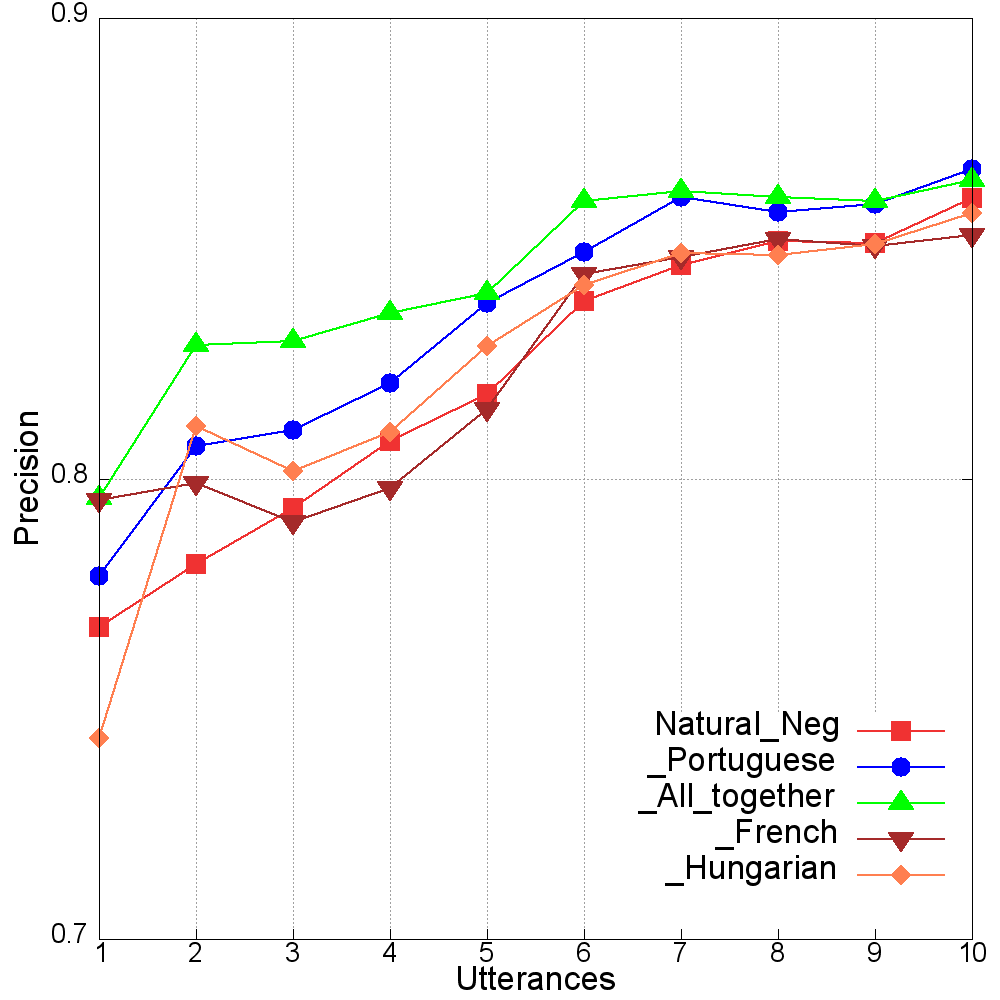 0.9
0.8
0.7
Precision
Natural_Neg
_Portuguese
_All_together
_French
_Hungarian
1 2 3 4 5 6 7 8 9 10
Utterances